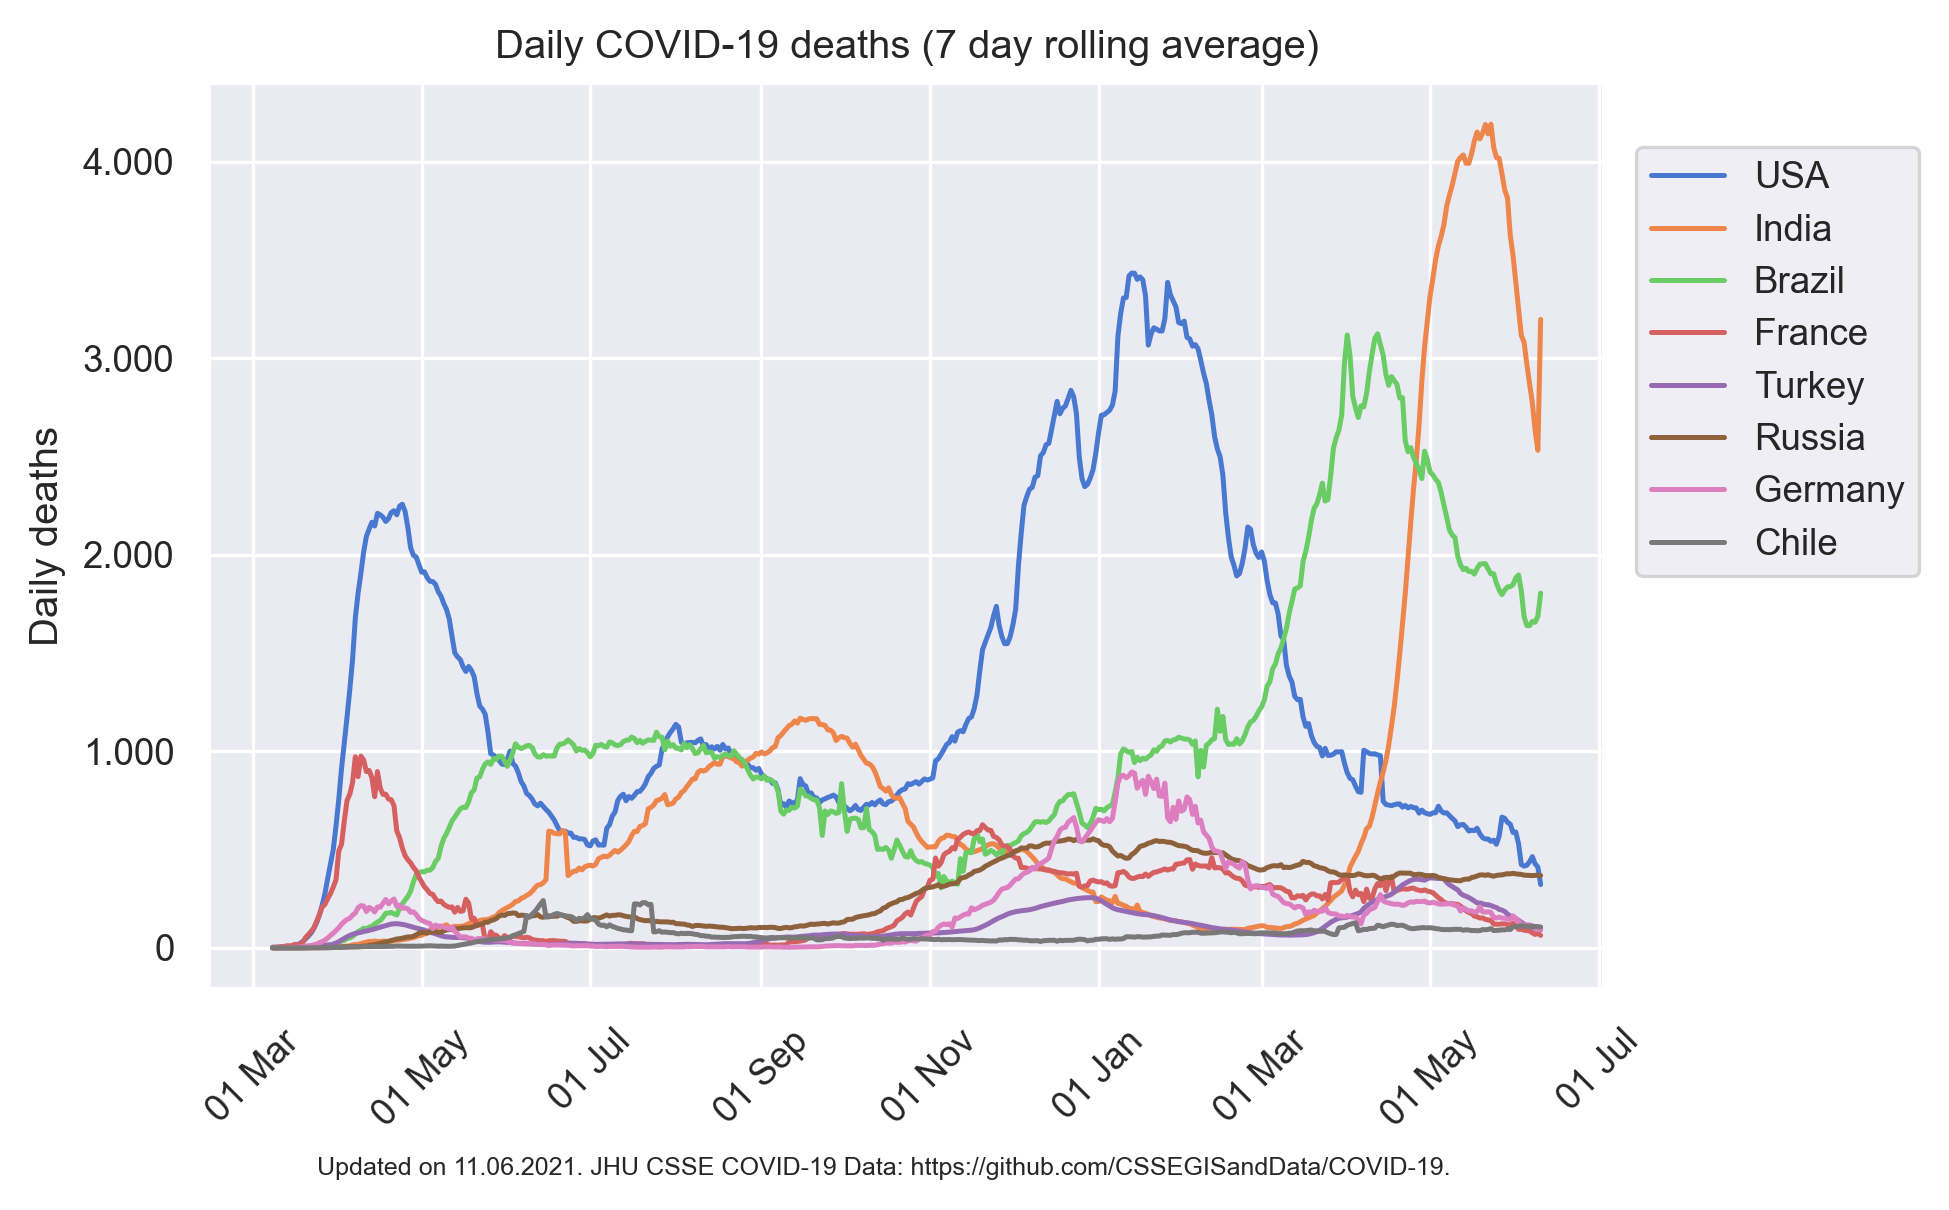 Daily COVID-19 deaths (7 day rolling average)
Daily deaths
4.000
3.000
2.000
1.000
0
USA
India
Brazil
France
Turkey
Russia
Germany
Chile
01 Mar
01 May
01 Jul
01 Sep
01 Nov
01 Jan
01 Mar
01 May
01 Jul
Updated on 11.06.2021. JHU CSSE COVID-19 Data: https://github.com/CSSEGISandData/COVID-19.